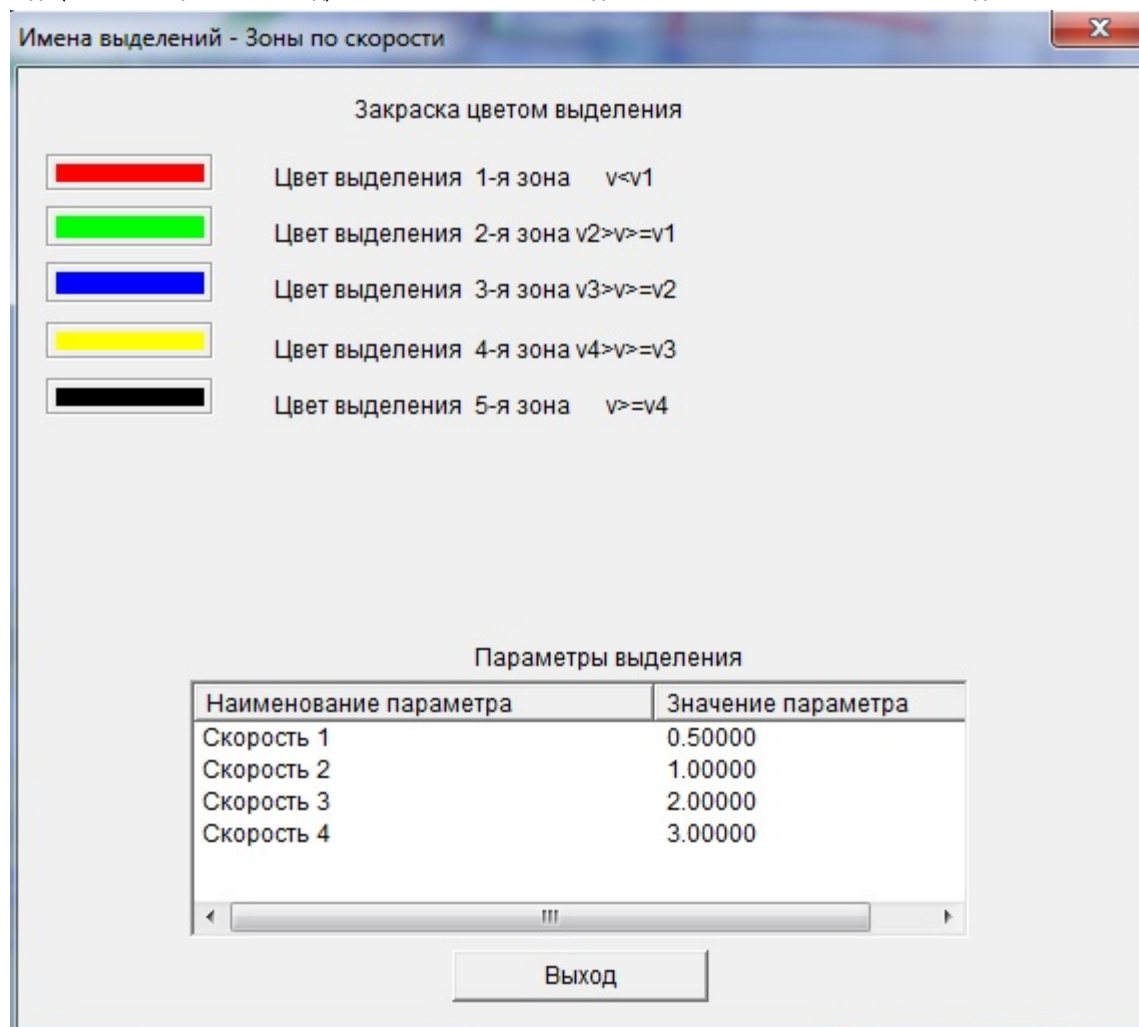 Имена выделений - Зоны по скорости
Закраска цветом выделения
Цвет выделения 1-я зона v<v1
Цвет выделения 2-я зона v2>v>=v1
Цвет выделения 3-я зона v3>v>=v2
Цвет выделения 4-я зона v4>v>=v3
Цвет выделения 5-я зона v>=v4
Параметры выделения
Наименование параметра Значение параметра
Скорость 1 0.50000
Скорость 2 1.00000
Скорость 3 2.00000
Скорость 4 3.00000
Выход